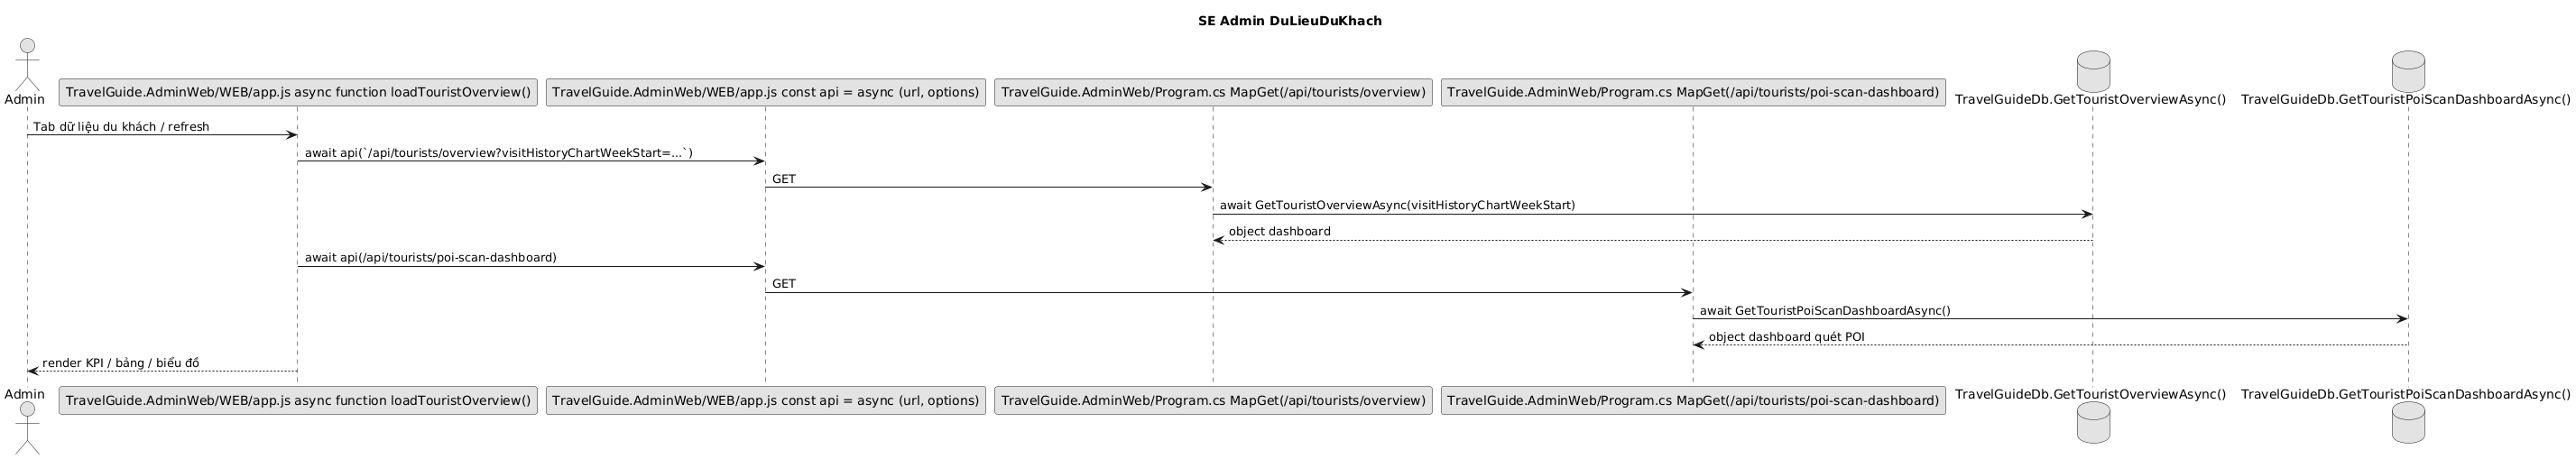 SE Admin DuLieuDuKhach
Admin
TravelGuide.AdminWeb/WEB/app.js async function loadTouristOverview()
TravelGuide.AdminWeb/WEB/app.js const api = async (url, options)
TravelGuide.AdminWeb/Program.cs MapGet(/api/tourists/overview)
TravelGuide.AdminWeb/Program.cs MapGet(/api/tourists/poi-scan-dashboard)
TravelGuideDb.GetTouristOverviewAsync()
TravelGuideDb.GetTouristPoiScanDashboardAsync()
Tab dữ liệu du khách / refresh
await api(`/api/tourists/overview?visitHistoryChartWeekStart=...`)
GET
await GetTouristOverviewAsync(visitHistoryChartWeekStart)
object dashboard
await api(/api/tourists/poi-scan-dashboard)
GET
await GetTouristPoiScanDashboardAsync()
object dashboard quét POI
render KPI / bảng / biểu đồ
Admin
TravelGuide.AdminWeb/WEB/app.js async function loadTouristOverview()
TravelGuide.AdminWeb/WEB/app.js const api = async (url, options)
TravelGuide.AdminWeb/Program.cs MapGet(/api/tourists/overview)
TravelGuide.AdminWeb/Program.cs MapGet(/api/tourists/poi-scan-dashboard)
TravelGuideDb.GetTouristOverviewAsync()
TravelGuideDb.GetTouristPoiScanDashboardAsync()